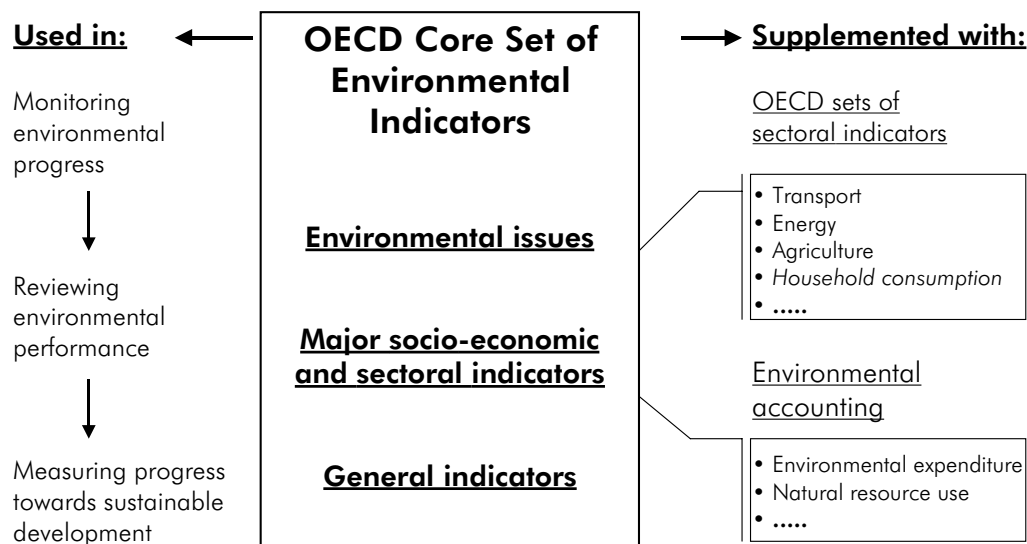 Used in:
Monitoring
environmental
progress
Reviewing
environmental
performance
Measuring progress
towards sustainable
development
OECD Core Set of
Environmental
Indicators
Environmental issues
Major socio-economic
and sectoral indicators
General indicators
Supplemented with:
OECD sets of
sectoral indicators
• Transport
• Energy
• Agriculture
• Household consumption
• .....
Environmental
accounting
• Environmental expenditure
• Natural resource use
• .....